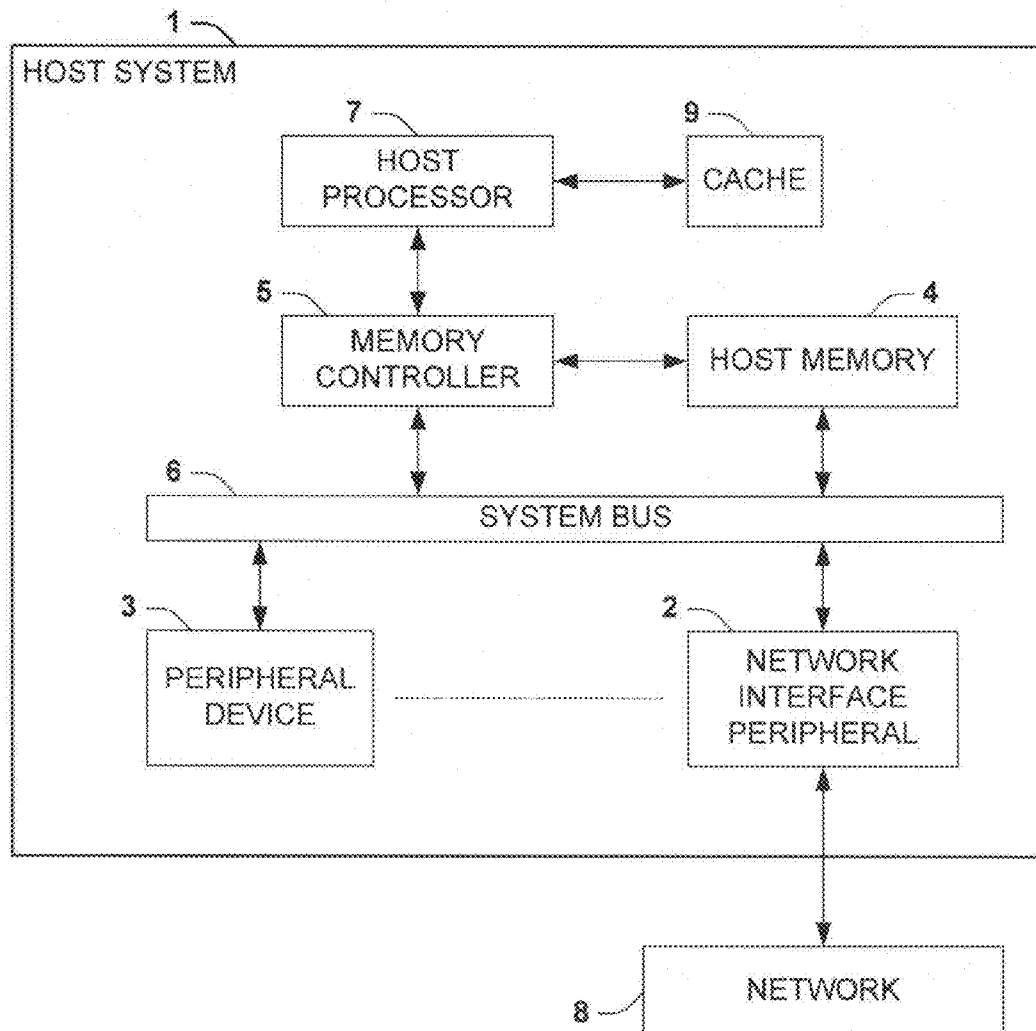 1
HOST SYSTEM
7
9
HOST
PROCESSOR
CACHE
5
4
MEMORY
CONTROLLER
HOST MEMORY
6
SYSTEM BUS
3
2
PERIPHERAL
DEVICE
NETWORK
INTERFACE
PERIPHERAL
NETWORK
8